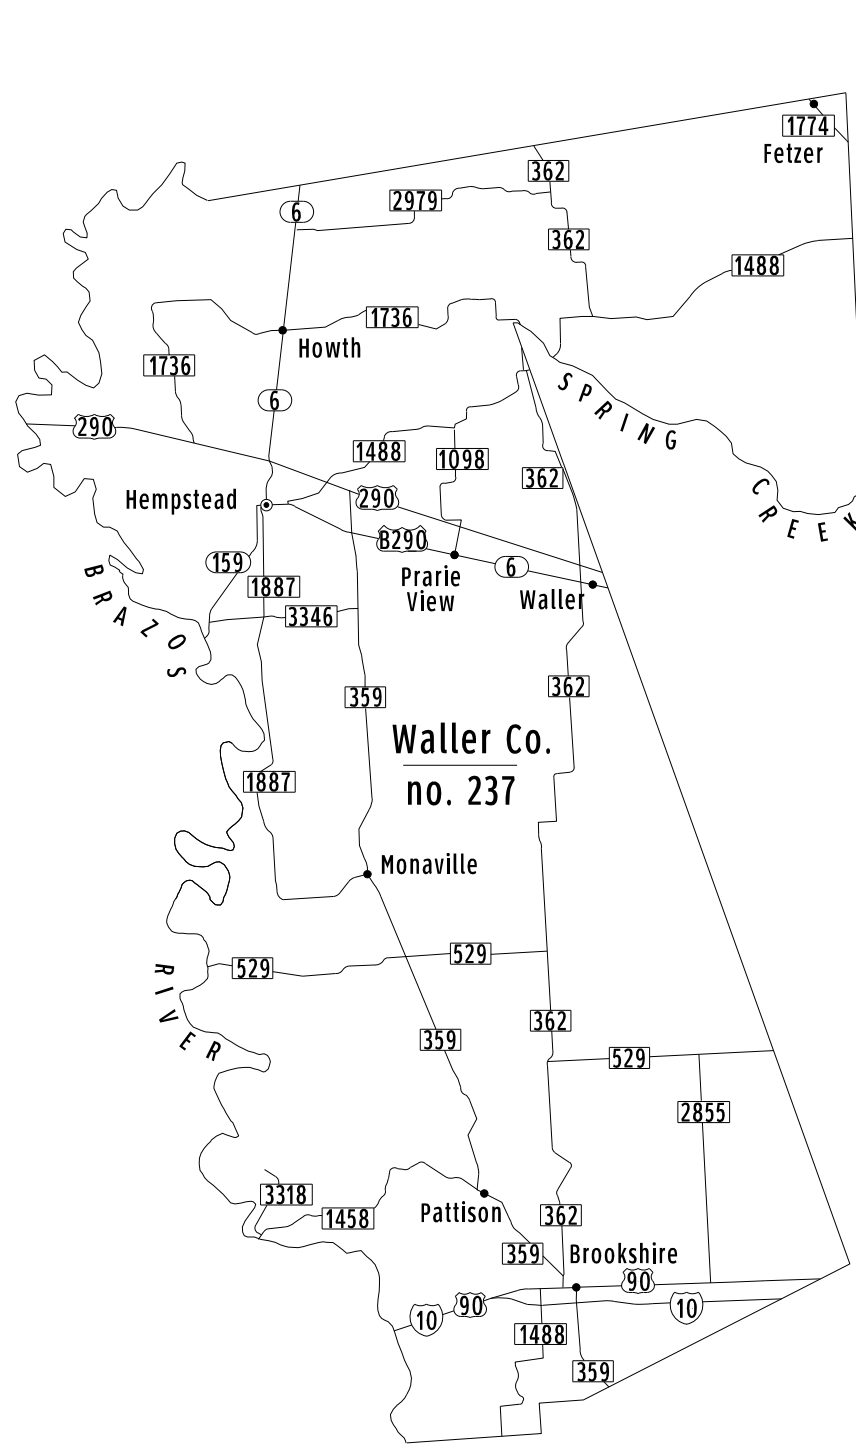 1774
Fetzer
362
2979
6
362
1488
1736
Howth
1736
SPRING
6
290
1488
1098
362
CREEK
Hempstead
290
B290
159
Prarie
View
6
1887
Waller
BRAZOS
3346
362
359
Waller Co.
no. 237
1887
Monaville
529
529
RIVER
362
359
529
2855
3318
1458
Pattison
362
359
Brookshire
90
90
10
10
1488
359